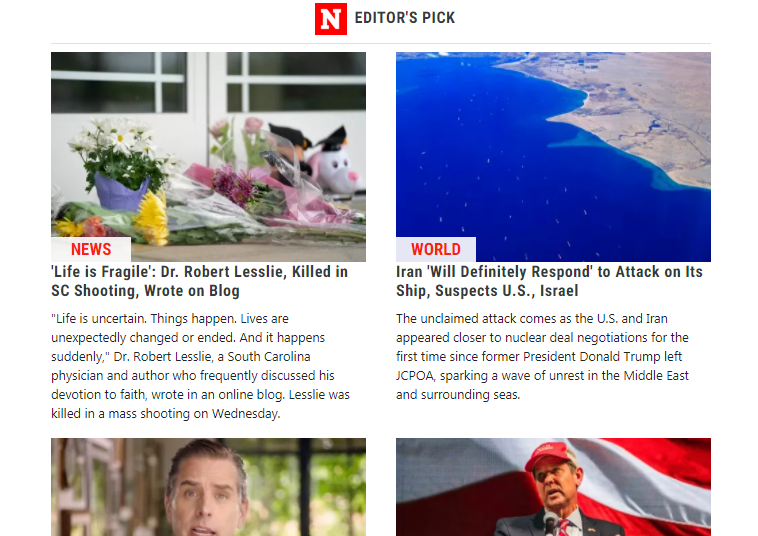 N EDITOR'S PICK
NEWS
'Life is Fragile': Dr. Robert Lesslie, Killed in
SC Shooting, Wrote on Blog
"Life is uncertain. Things happen. Lives are
unexpectedly changed or ended. And it happens
suddenly," Dr. Robert Lesslie, a South Carolina
physician and author who frequently discussed his
devotion to faith, wrote in an online blog. Lesslie was
killed in a mass shooting on Wednesday.
WORLD
Iran 'Will Definitely Respond' to Attack on Its
Ship, Suspects U.S., Israel
The unclaimed attack comes as the U.S. and Iran
appeared closer to nuclear deal negotiations for the
first time since former President Donald Trump left
JCPOA, sparking a wave of unrest in the Middle East
and surrounding seas.